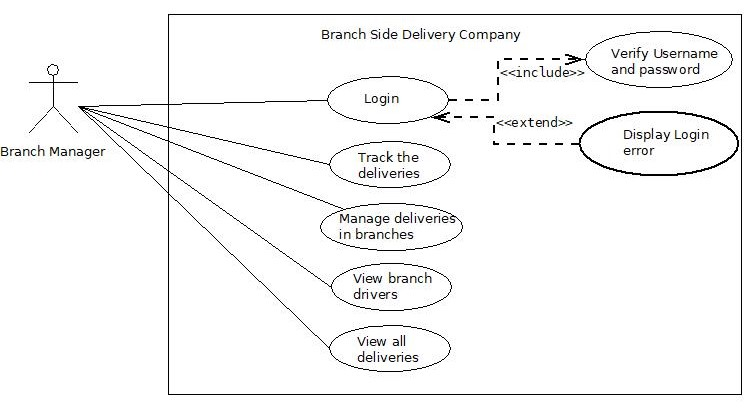 Branch Side Delivery Company
Verify Username
and password
<<include>>
Login
<<extend>>
Display Login
error
Branch Manager
Track the
deliveries
Manage deliveries
in branches
View branch
drivers
View all
deliveries